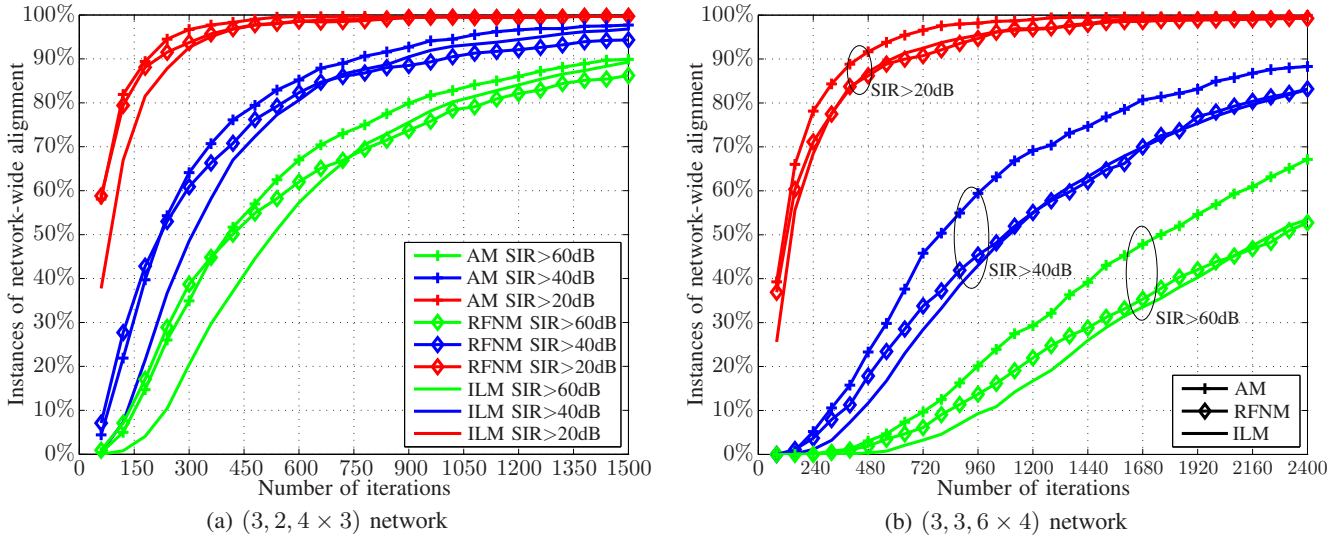 Instances of network-wide alignment
100%
90%
80%
70%
60%
50%
40%
30%
20%
10%
0%
0 150 300 450 600 750 900 1050 1200 1350 1500
Number of iterations
AM SIR>60dB
AM SIR>40dB
AM SIR>20dB
RFNM SIR>60dB
RFNM SIR>40dB
RFNM SIR>20dB
ILM SIR>60dB
ILM SIR>40dB
ILM SIR>20dB
(a) (3, 2, 4 × 3) network
Instances of network-wide alignment
100%
90%
80%
70%
60%
50%
40%
30%
20%
10%
0%
0 240 480 720 960 1200 1440 1680 1920 2160 2400
Number of iterations
SIR>20dB
SIR>40dB
SIR>60dB
AM
RFNM
ILM
(b) (3, 3, 6 × 4) network